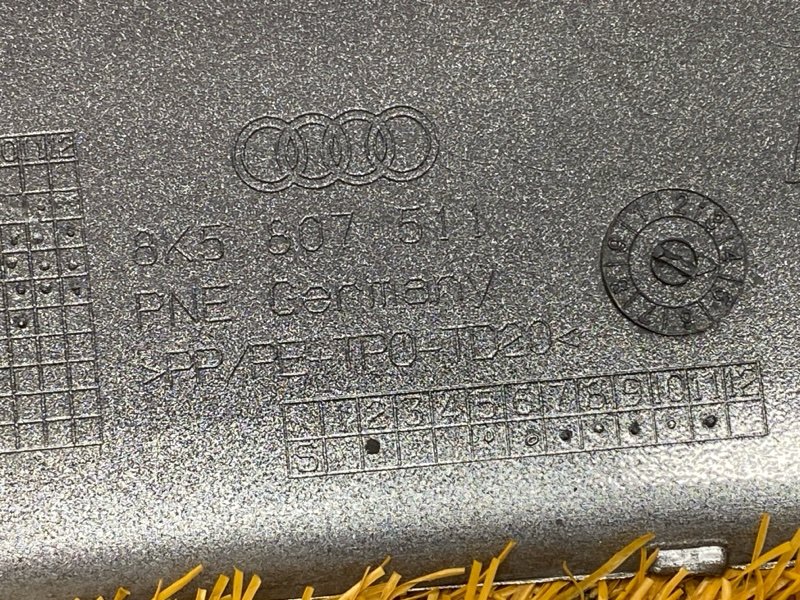 8K5 807 511
PNE Germany
>PP/PE+TPO-TD20<
1 2 3 4 5 6 7 8 9 10 11 12
S